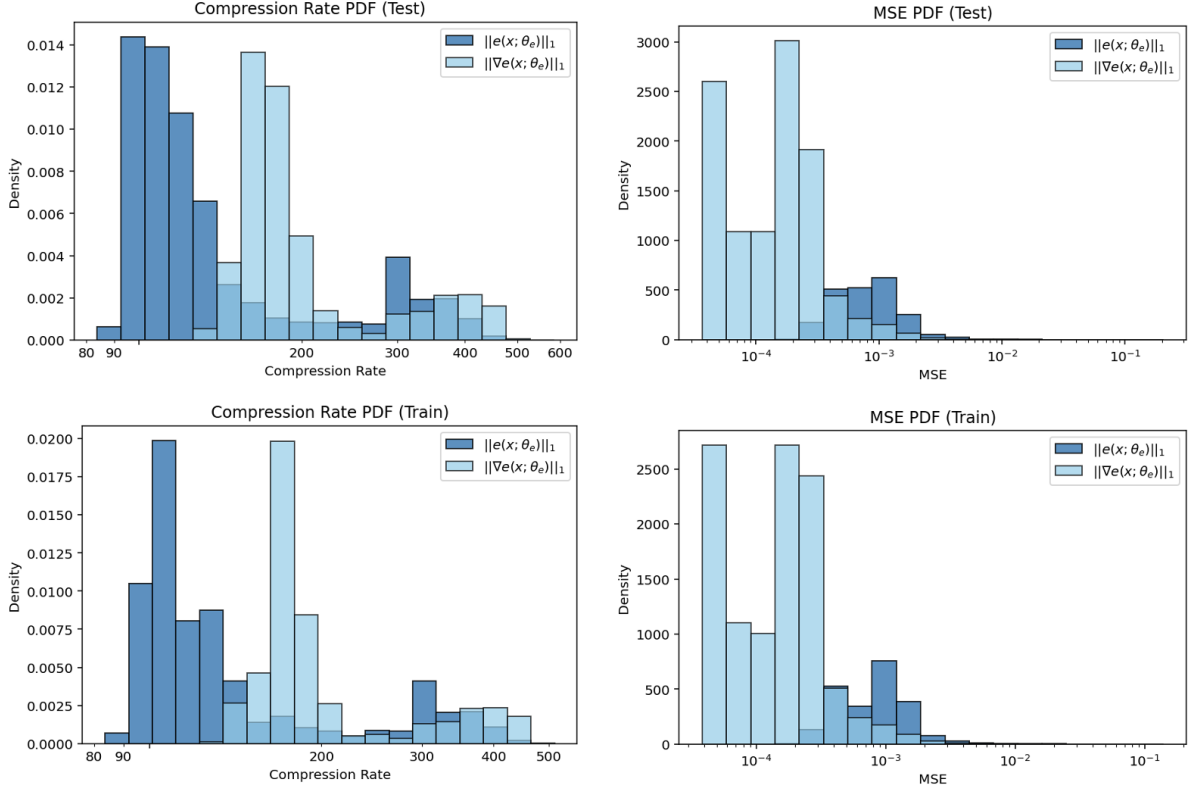 Compression Rate PDF (Test)
||e(x; θₑ)||₁
||∇e(x; θₑ)||₁
0.014
0.012
0.010
0.008
0.006
0.004
0.002
0.000
Density
80 90 200 300 400 500 600
Compression Rate
MSE PDF (Test)
||e(x; θₑ)||₁
||∇e(x; θₑ)||₁
3000
2500
2000
1500
1000
500
0
Density
10⁻⁴ 10⁻³ 10⁻² 10⁻¹
MSE
Compression Rate PDF (Train)
||e(x; θₑ)||₁
||∇e(x; θₑ)||₁
0.0200
0.0175
0.0150
0.0125
0.0100
0.0075
0.0050
0.0025
0.0000
Density
80 90 200 300 400 500
Compression Rate
MSE PDF (Train)
||e(x; θₑ)||₁
||∇e(x; θₑ)||₁
2500
2000
1500
1000
500
0
Density
10⁻⁴ 10⁻³ 10⁻² 10⁻¹
MSE